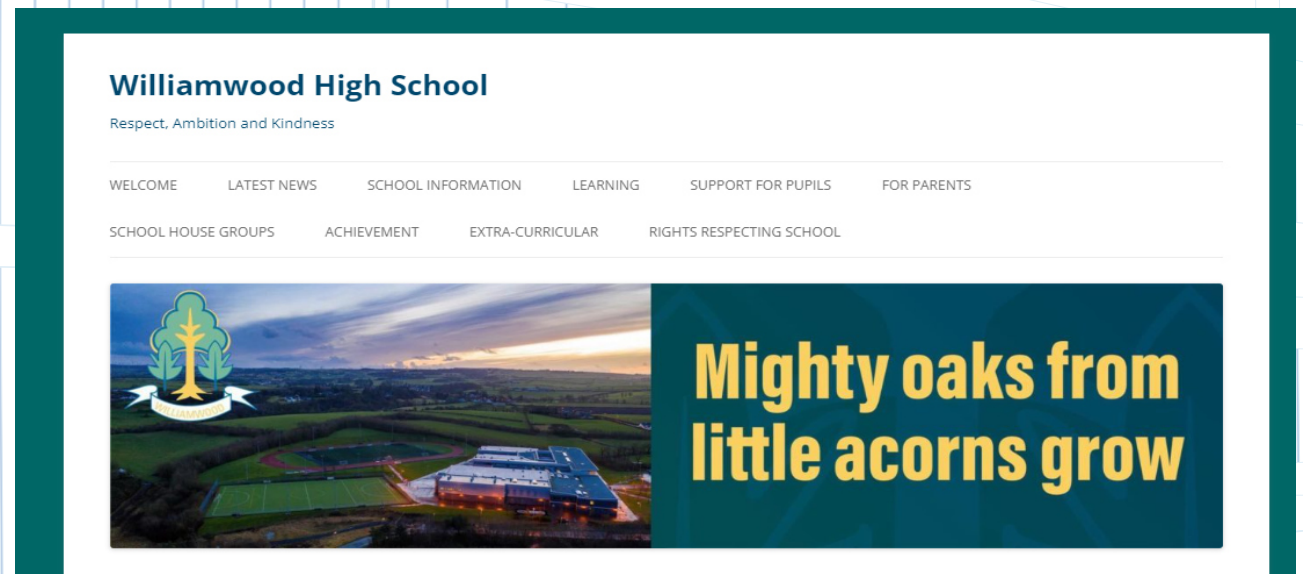 Williamwood High School
Respect, Ambition and Kindness
WELCOME LATEST NEWS SCHOOL INFORMATION LEARNING SUPPORT FOR PUPILS FOR PARENTS
SCHOOL HOUSE GROUPS ACHIEVEMENT EXTRA-CURRICULAR RIGHTS RESPECTING SCHOOL
WILLIAMWOOD
Mighty oaks from
little acorns grow